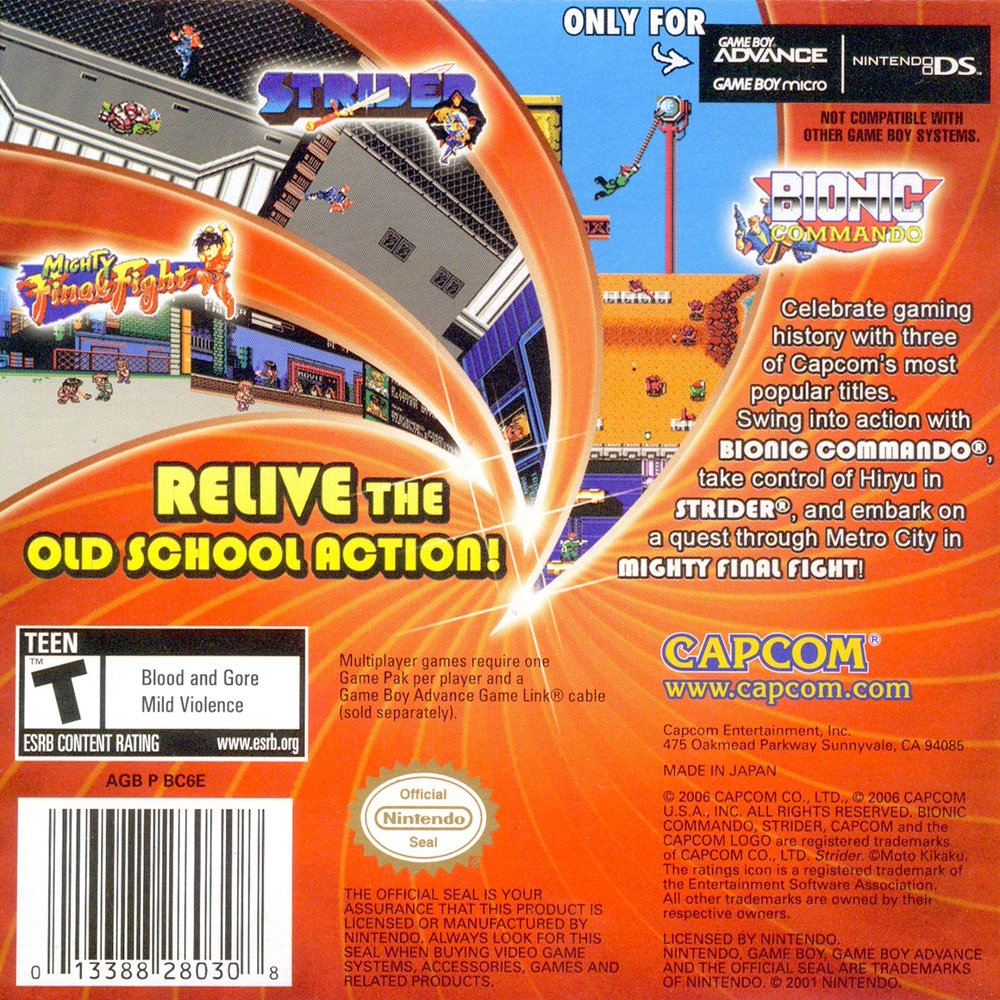 ONLY FOR
GAME BOY
ADVANCE
GAME BOY micro
NINTENDO DS™
NOT COMPATIBLE WITH
OTHER GAME BOY SYSTEMS.
STRIDER
BIONIC
COMMANDO
MIGHTY
Final Fight
MOVIE
Celebrate gaming
history with three
of Capcom's most
popular titles.
Swing into action with
BIONIC COMMANDO®,
take control of Hiryu in
STRIDER®, and embark on
a quest through Metro City in
MIGHTY FINAL FIGHT!
RELIVE THE
OLD SCHOOL ACTION!
TEEN
T™
Blood and Gore
Mild Violence
ESRB CONTENT RATING www.esrb.org
AGB P BC6E
0 13388 28030 8
Multiplayer games require one
Game Pak per player and a
Game Boy Advance Game Link® cable
(sold separately).
Official
Nintendo
Seal
THE OFFICIAL SEAL IS YOUR
ASSURANCE THAT THIS PRODUCT IS
LICENSED OR MANUFACTURED BY
NINTENDO. ALWAYS LOOK FOR THIS
SEAL WHEN BUYING VIDEO GAME
SYSTEMS, ACCESSORIES, GAMES AND
RELATED PRODUCTS.
CAPCOM®
www.capcom.com
Capcom Entertainment, Inc.
475 Oakmead Parkway Sunnyvale, CA 94085
MADE IN JAPAN
© 2006 CAPCOM CO., LTD., © 2006 CAPCOM
U.S.A., INC. ALL RIGHTS RESERVED. BIONIC
COMMANDO, STRIDER, CAPCOM and the
CAPCOM LOGO are registered trademarks
of CAPCOM CO., LTD. Strider. ©Moto Kikaku.
The ratings icon is a registered trademark of
the Entertainment Software Association.
All other trademarks are owned by their
respective owners.
LICENSED BY NINTENDO.
NINTENDO, GAME BOY, GAME BOY ADVANCE
AND THE OFFICIAL SEAL ARE TRADEMARKS
OF NINTENDO. © 2001 NINTENDO.